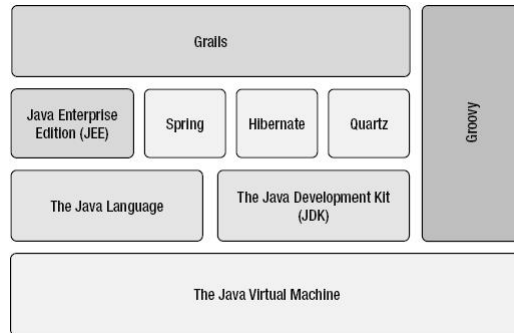 Grails
Java Enterprise
Edition (JEE)
Spring
Hibernate
Quartz
Groovy
The Java Language
The Java Development Kit
(JDK)
The Java Virtual Machine